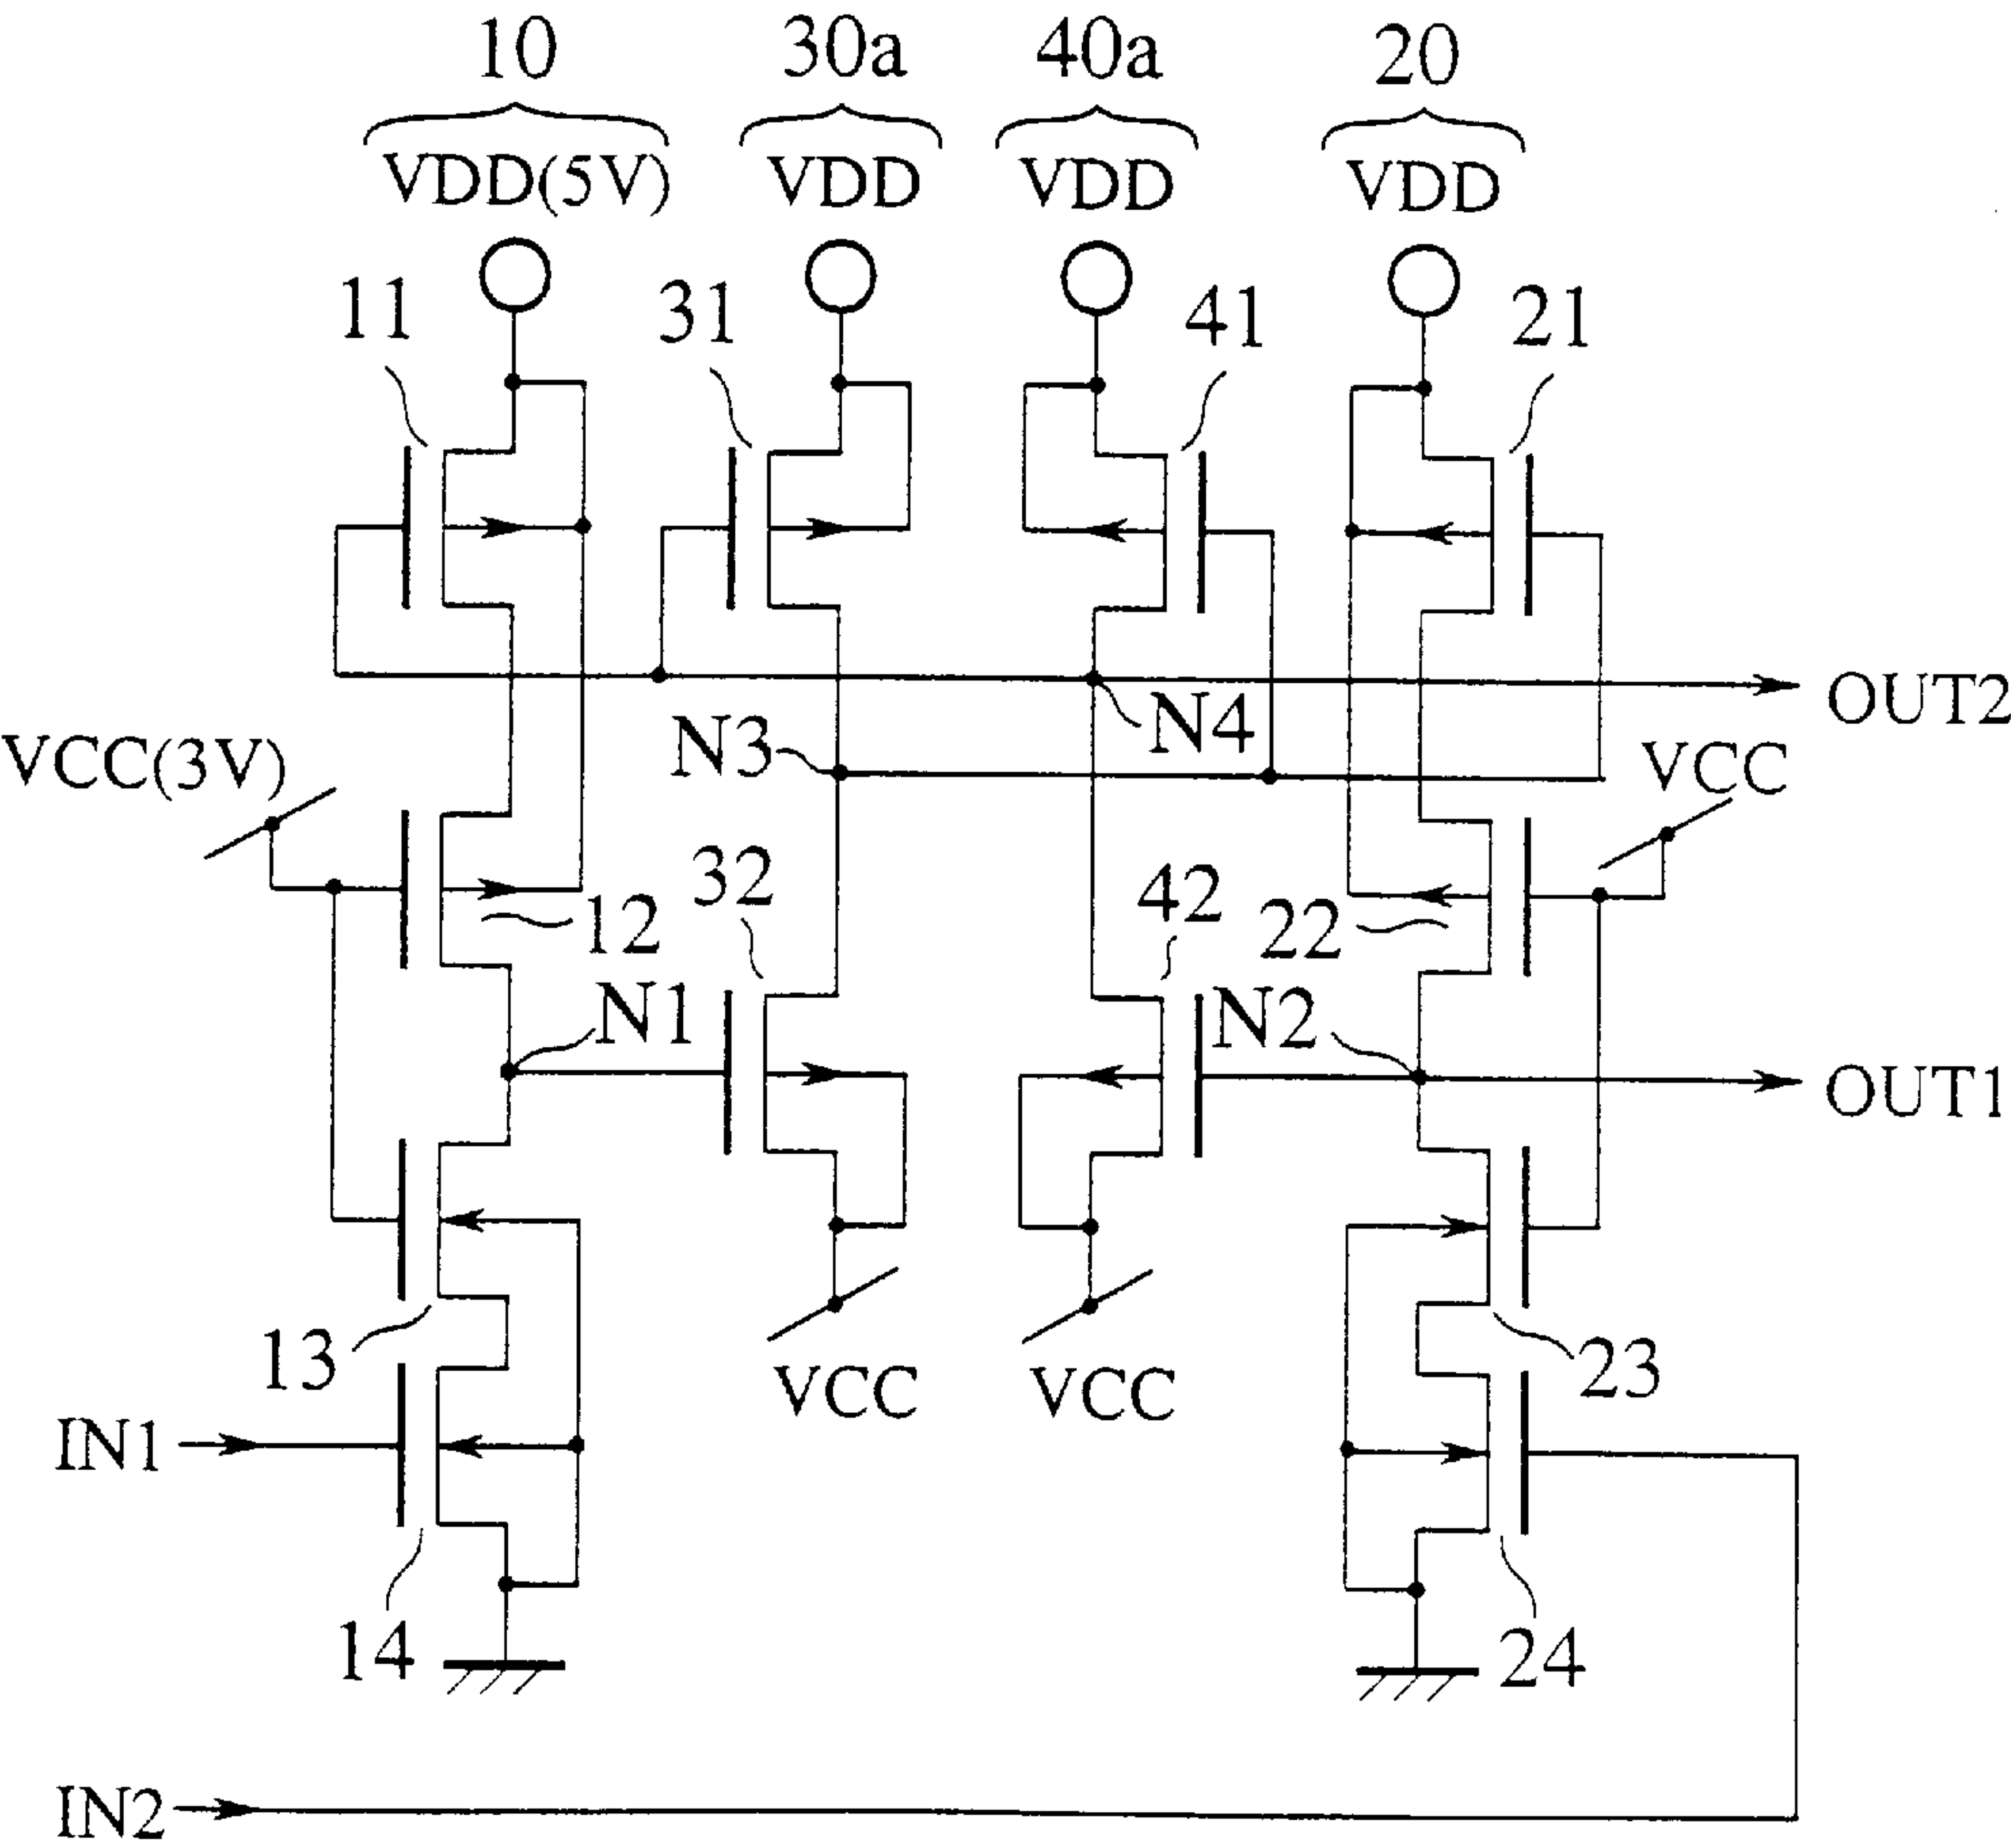 10 30a 40a 20
VDD(5V) VDD VDD VDD
11 31 41 21
OUT2
N3 N4
VCC(3V) VCC
32 42
12 22
N1 N2
OUT1
13 23
VCC VCC
IN1
14 24
IN2